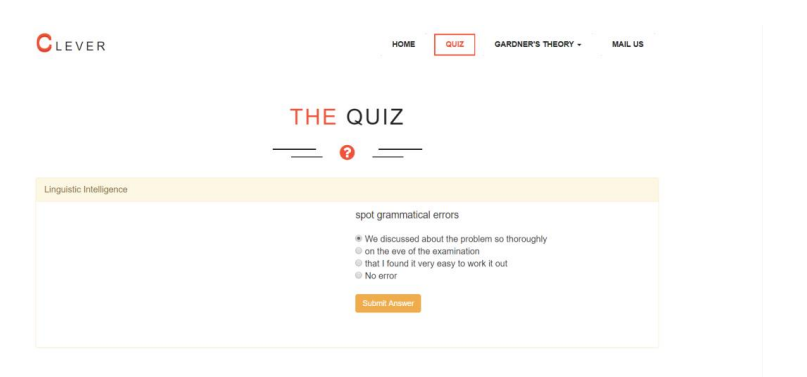 CLEVER
HOME QUIZ GARDNER'S THEORY MAIL US
THE QUIZ
?
Linguistic Intelligence
spot grammatical errors
We discussed about the problem so thoroughly
on the eve of the examination
that I found it very easy to work it out
No error
Submit Answer